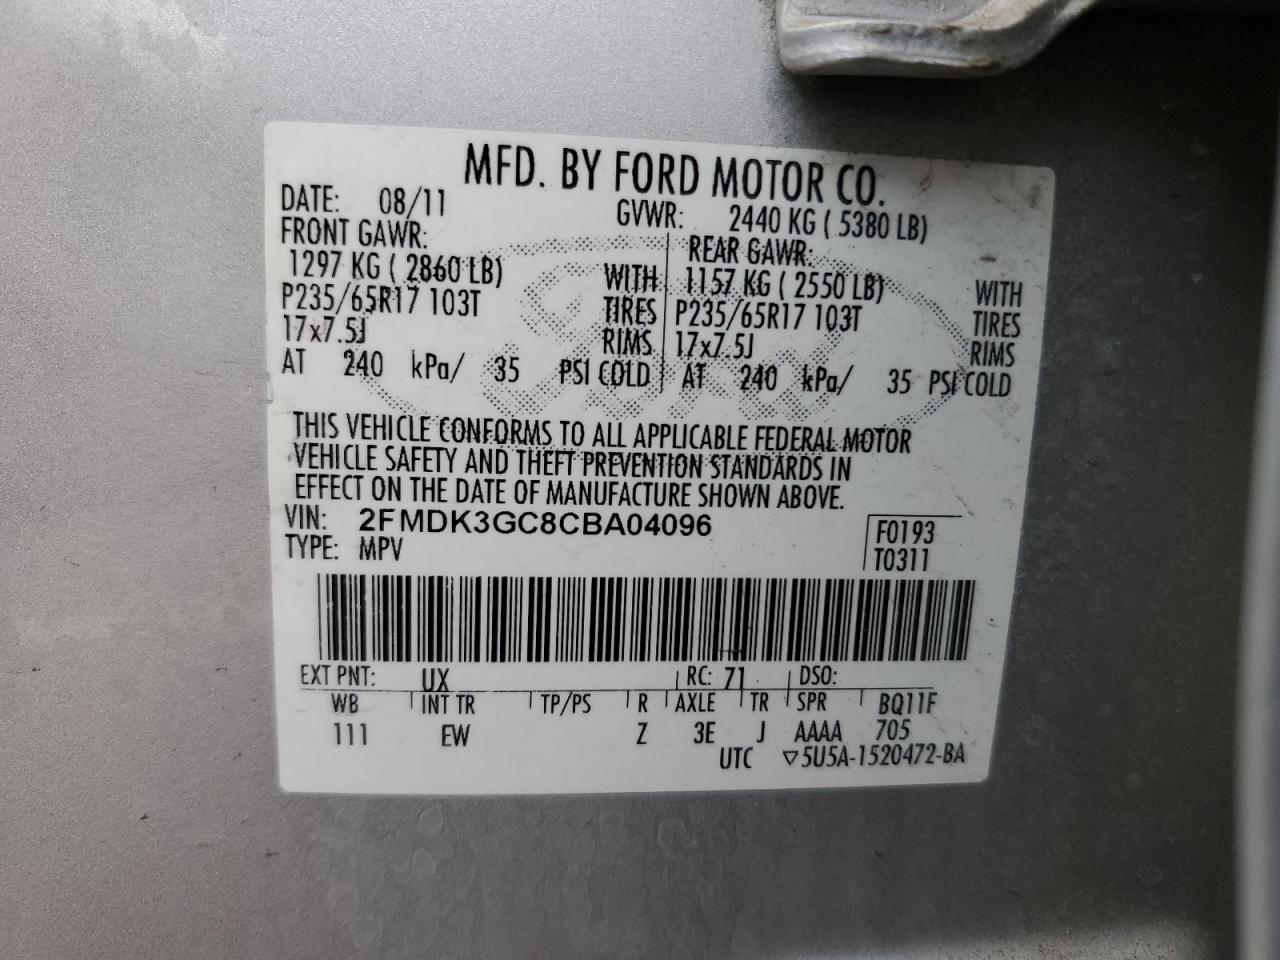 MFD. BY FORD MOTOR CO.
DATE: 08/11 GVWR: 2440 KG ( 5380 LB)
FRONT GAWR: REAR GAWR:
1297 KG ( 2860 LB) WITH 1157 KG ( 2550 LB) WITH
P235/65R17 103T TIRES P235/65R17 103T TIRES
17x7.5J RIMS 17x7.5J RIMS
AT 240 kPa/ 35 PSI COLD AT 240 kPa/ 35 PSI COLD
THIS VEHICLE CONFORMS TO ALL APPLICABLE FEDERAL MOTOR
VEHICLE SAFETY AND THEFT PREVENTION STANDARDS IN
EFFECT ON THE DATE OF MANUFACTURE SHOWN ABOVE.
VIN: 2FMDK3GC8CBA04096 F0193
TYPE: MPV T0311
EXT PNT: UX RC: 71 DSO:
WB INT TR TP/PS R AXLE TR SPR BQ11F
111 EW Z 3E J AAAA 705
UTC ▽5U5A-1520472-BA